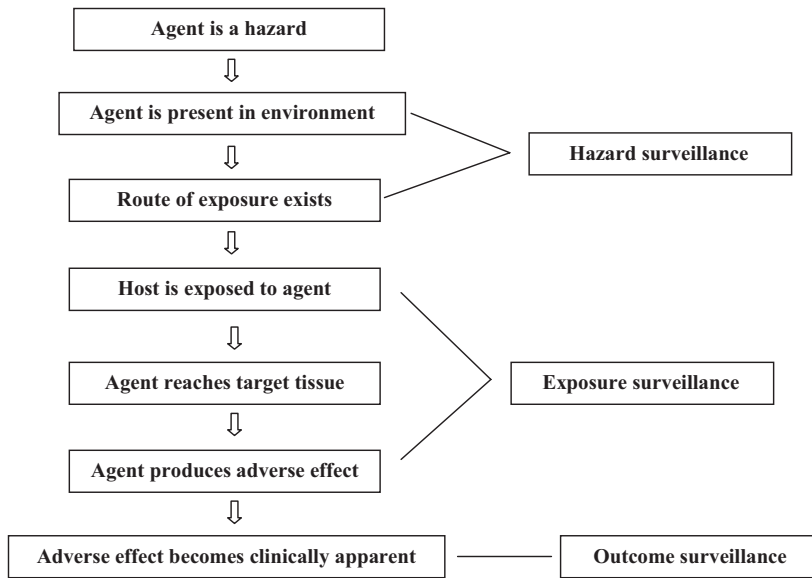 Agent is a hazard
Agent is present in environment
Hazard surveillance
Route of exposure exists
Host is exposed to agent
Agent reaches target tissue
Exposure surveillance
Agent produces adverse effect
Adverse effect becomes clinically apparent
Outcome surveillance